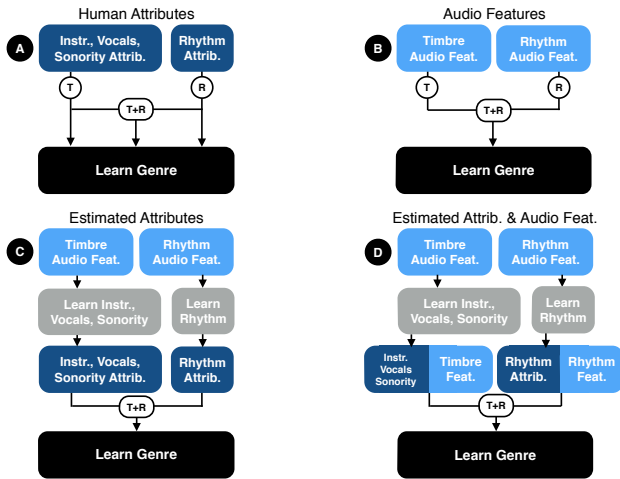 Human Attributes
A
Instr., Vocals,
Sonority Attrib.
Rhythm
Attrib.
T
R
T+R
Learn Genre
Audio Features
B
Timbre
Audio Feat.
Rhythm
Audio Feat.
T
R
T+R
Learn Genre
Estimated Attributes
C
Timbre
Audio Feat.
Rhythm
Audio Feat.
Learn Instr.,
Vocals, Sonority
Learn
Rhythm
Instr., Vocals,
Sonority Attrib.
Rhythm
Attrib.
T+R
Learn Genre
Estimated Attrib. & Audio Feat.
D
Timbre
Audio Feat.
Rhythm
Audio Feat.
Learn Instr.,
Vocals, Sonority
Learn
Rhythm
Instr.
Vocals
Sonority
Timbre
Feat.
Rhythm
Attrib.
Rhythm
Feat.
T+R
Learn Genre